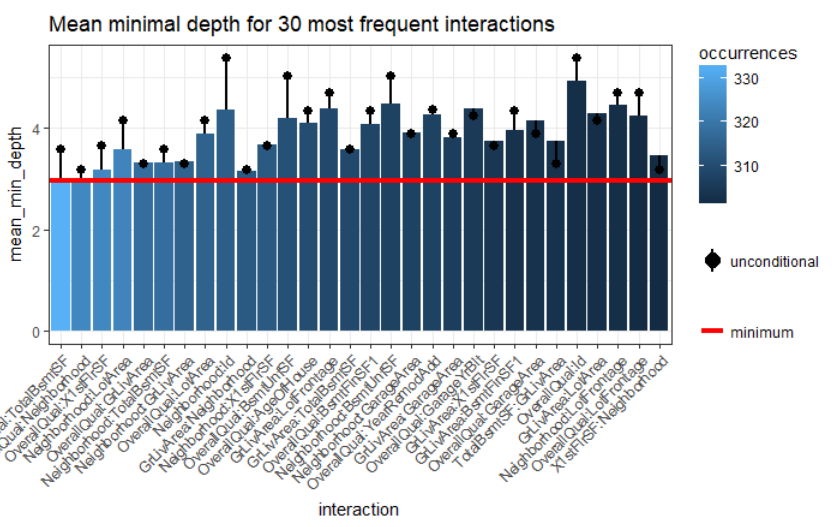 Mean minimal depth for 30 most frequent interactions
mean_min_depth
4
2
0
al:TotalBsmtSF
Qual:Neighborhood
OverallQual:X1stFlrSF
Neighborhood:LotArea
OverallQual:GrLivArea
Neighborhood:TotalBsmtSF
Neighborhood:GrLivArea
OverallQual:LotArea
Neighborhood:Id
GrLivArea:Neighborhood
Neighborhood:X1stFlrSF
OverallQual:BsmtUnfSF
OverallQual:AgeOfHouse
GrLivArea:LotFrontage
GrLivArea:TotalBsmtSF
OverallQual:BsmtFinSF1
Neighborhood:BsmtUnfSF
Neighborhood:GarageArea
OverallQual:YearRemodAdd
GrLivArea:GarageArea
OverallQual:GarageYrBlt
GrLivArea:X1stFlrSF
GrLivArea:BsmtFinSF1
OverallQual:GarageArea
TotalBsmtSF:GrLivArea
OverallQual:Id
GrLivArea:LotArea
Neighborhood:LotFrontage
OverallQual:LotFrontage
X1stFlrSF:Neighborhood
interaction
occurrences
330
320
310
unconditional
minimum